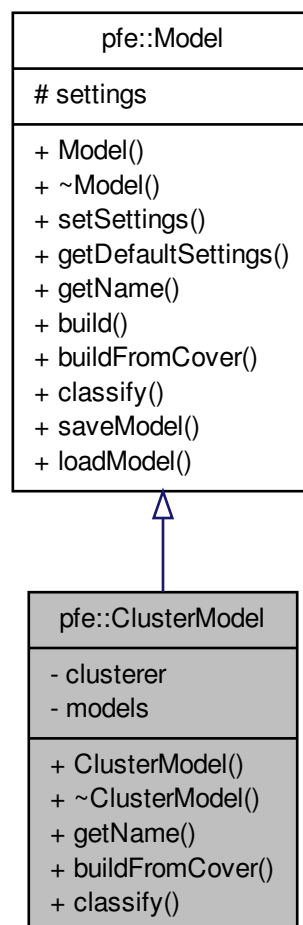 pfe::Model
# settings
+ Model()
+ ~Model()
+ setSettings()
+ getDefaultSettings()
+ getName()
+ build()
+ buildFromCover()
+ classify()
+ saveModel()
+ loadModel()
pfe::ClusterModel
- clusterer
- models
+ ClusterModel()
+ ~ClusterModel()
+ getName()
+ buildFromCover()
+ classify()